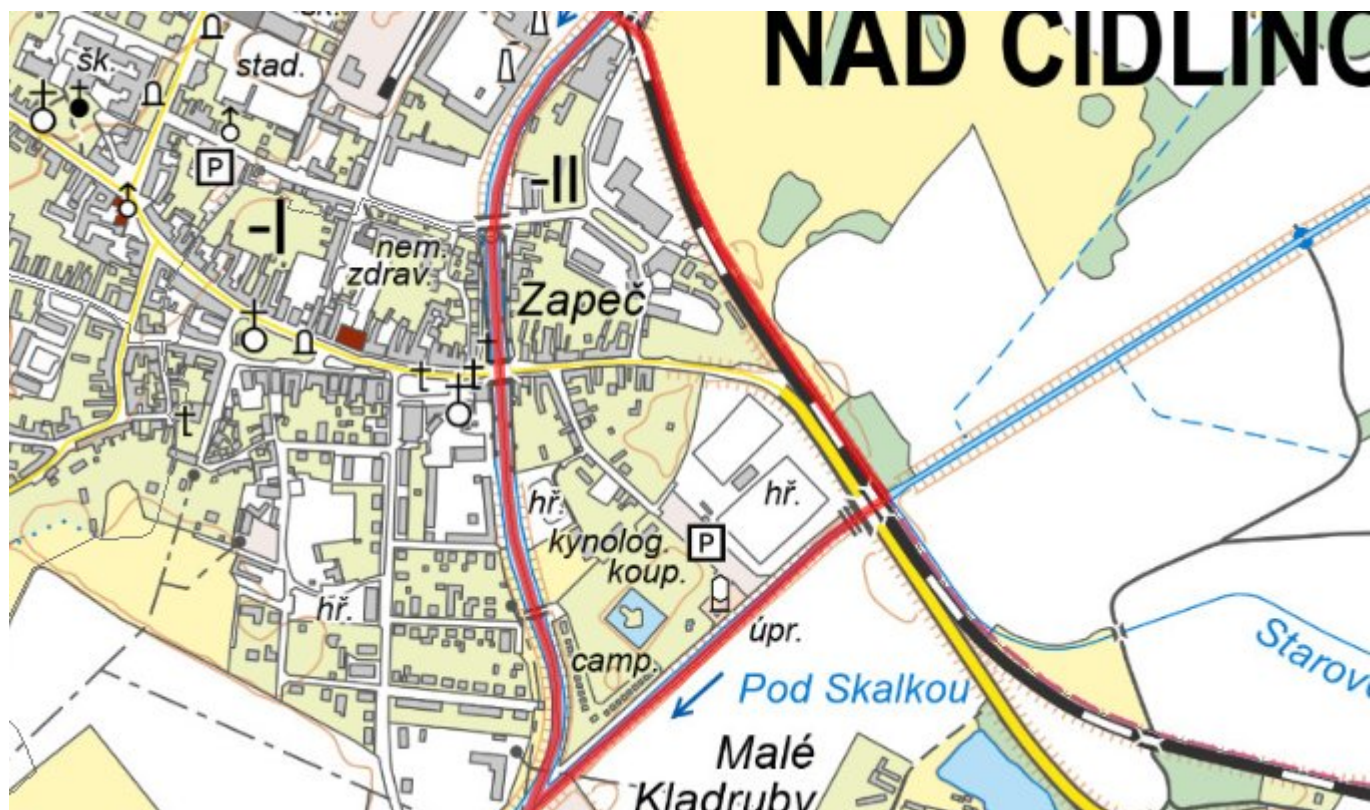 NAD CIDLINO
šk.
stad.
P
-II
-I
nem.
zdrav.
Zapeč
hř.
hř.
kynolog.
koup.
P
hř.
úpr.
camp.
Pod Skalkou
Starov
Malé
Kladruby